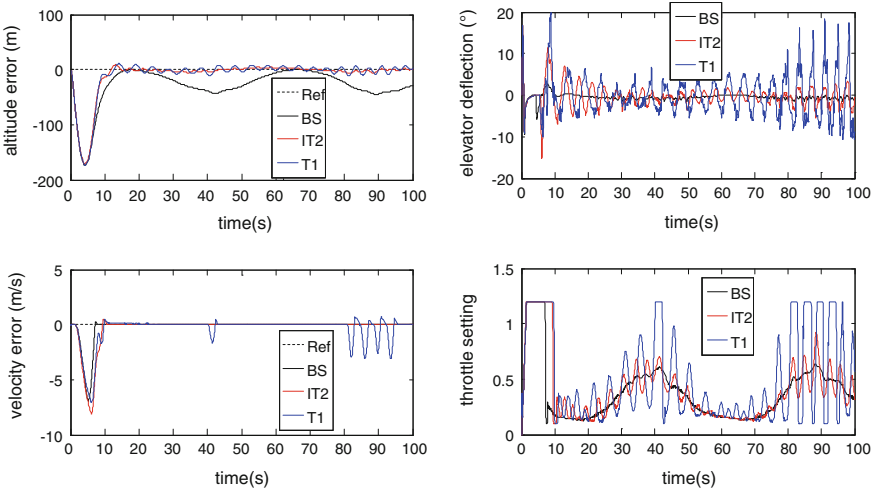 100
0
-100
-200
altitude error (m)
Ref
BS
IT2
T1
0 10 20 30 40 50 60 70 80 90 100
time(s)
20
10
0
-10
20
elevator deflection (°)
BS
IT2
T1
0 10 20 30 40 50 60 70 80 90 100
time(s)
5
0
-5
-10
velocity error (m/s)
Ref
BS
IT2
T1
0 10 20 30 40 50 60 70 80 90 100
time(s)
1.5
1
0.5
0
throttle setting
BS
IT2
T1
0 10 20 30 40 50 60 70 80 90 100
time(s)